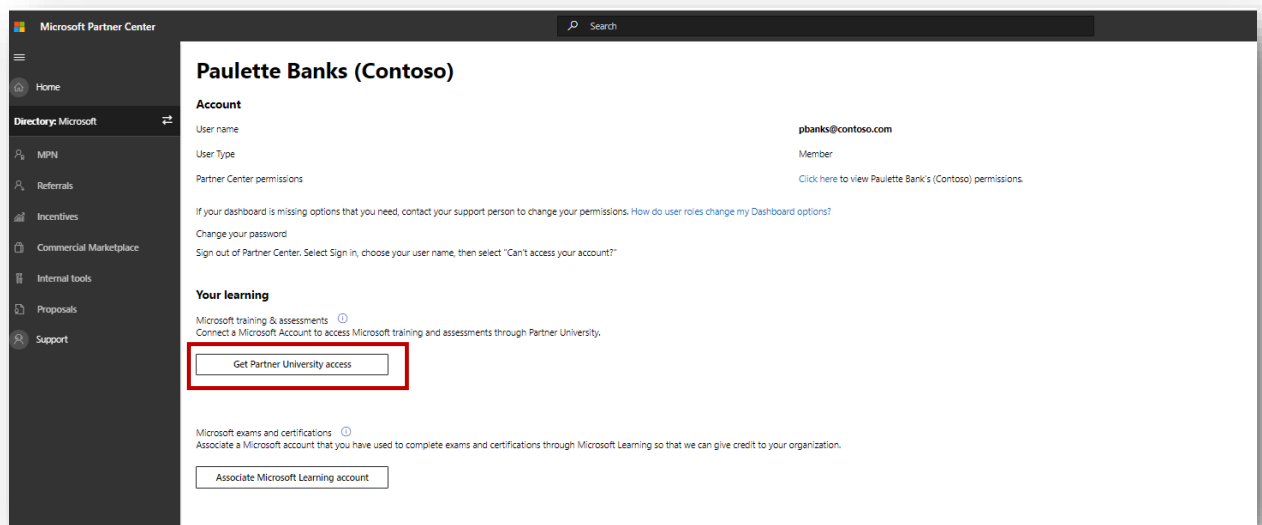 Microsoft Partner Center
Search
Home
Directory: Microsoft
MPN
Referrals
Incentives
Commercial Marketplace
Internal tools
Proposals
Support
Paulette Banks (Contoso)
Account
User name pbanks@contoso.com
User Type Member
Partner Center permissions Click here to view Paulette Bank's (Contoso) permissions.
If your dashboard is missing options that you need, contact your support person to change your permissions. How do user roles change my Dashboard options?
Change your password
Sign out of Partner Center. Select Sign in, choose your user name, then select "Can't access your account?"
Your learning
Microsoft training & assessments
Connect a Microsoft Account to access Microsoft training and assessments through Partner University.
Get Partner University access
Microsoft exams and certifications
Associate a Microsoft account that you have used to complete exams and certifications through Microsoft Learning so that we can give credit to your organization.
Associate Microsoft Learning account